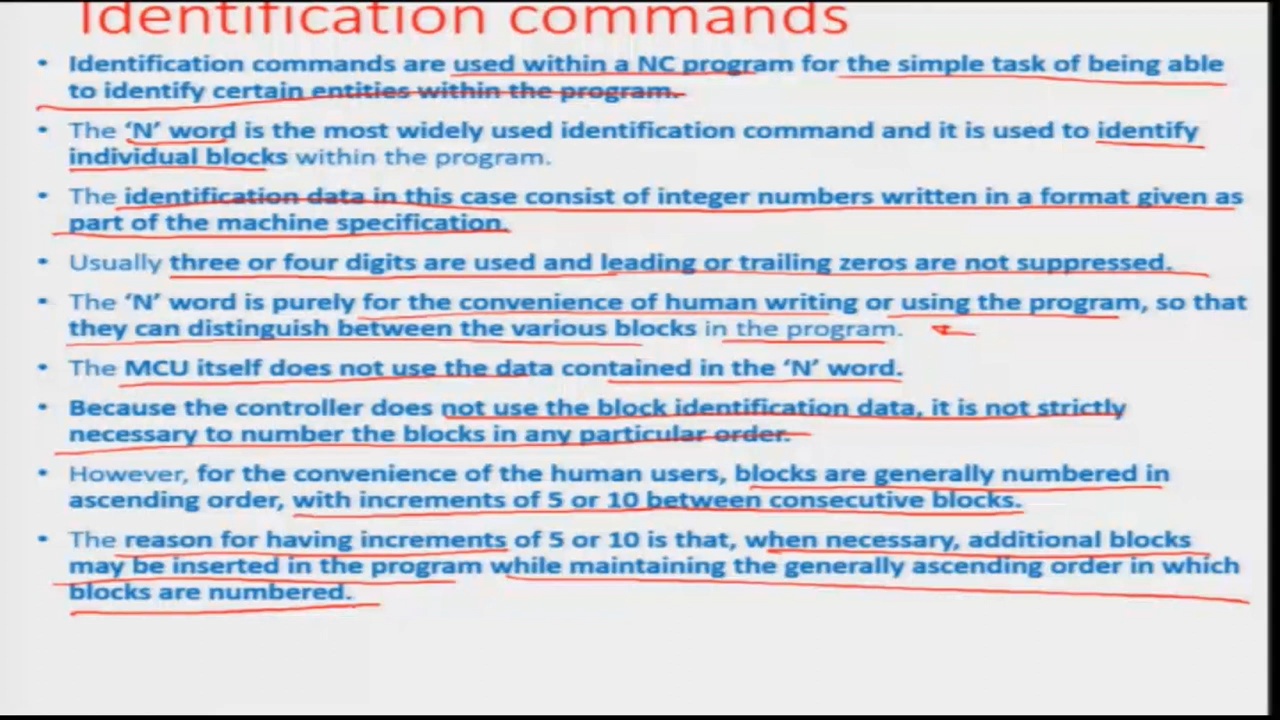 Identification commands
• Identification commands are used within a NC program for the simple task of being able
to identify certain entities within the program.
• The ‘N’ word is the most widely used identification command and it is used to identify
individual blocks within the program.
• The identification data in this case consist of integer numbers written in a format given as
part of the machine specification.
• Usually three or four digits are used and leading or trailing zeros are not suppressed.
• The ‘N’ word is purely for the convenience of human writing or using the program, so that
they can distinguish between the various blocks in the program.
• The MCU itself does not use the data contained in the ‘N’ word.
• Because the controller does not use the block identification data, it is not strictly
necessary to number the blocks in any particular order.
• However, for the convenience of the human users, blocks are generally numbered in
ascending order, with increments of 5 or 10 between consecutive blocks.
• The reason for having increments of 5 or 10 is that, when necessary, additional blocks
may be inserted in the program while maintaining the generally ascending order in which
blocks are numbered.